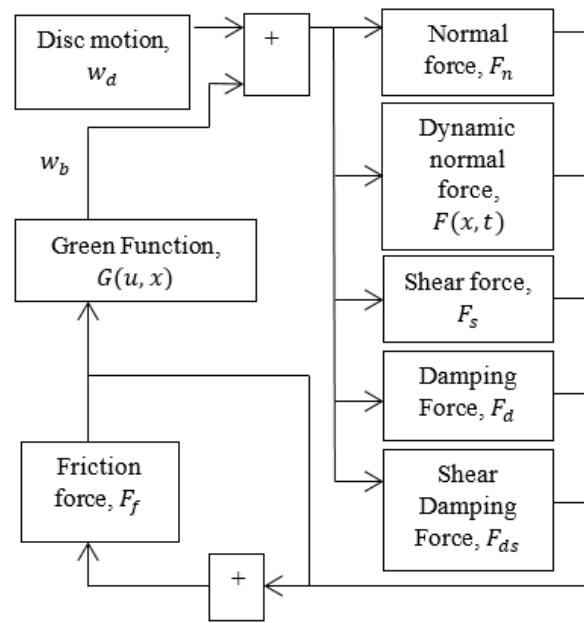 Disc motion,
w_d
+
Normal
force, F_n
Dynamic
normal
force,
F(x, t)
w_b
Green Function,
G(u, x)
Shear force,
F_s
Damping
Force, F_d
Friction
force, F_f
Shear
Damping
Force, F_ds
+